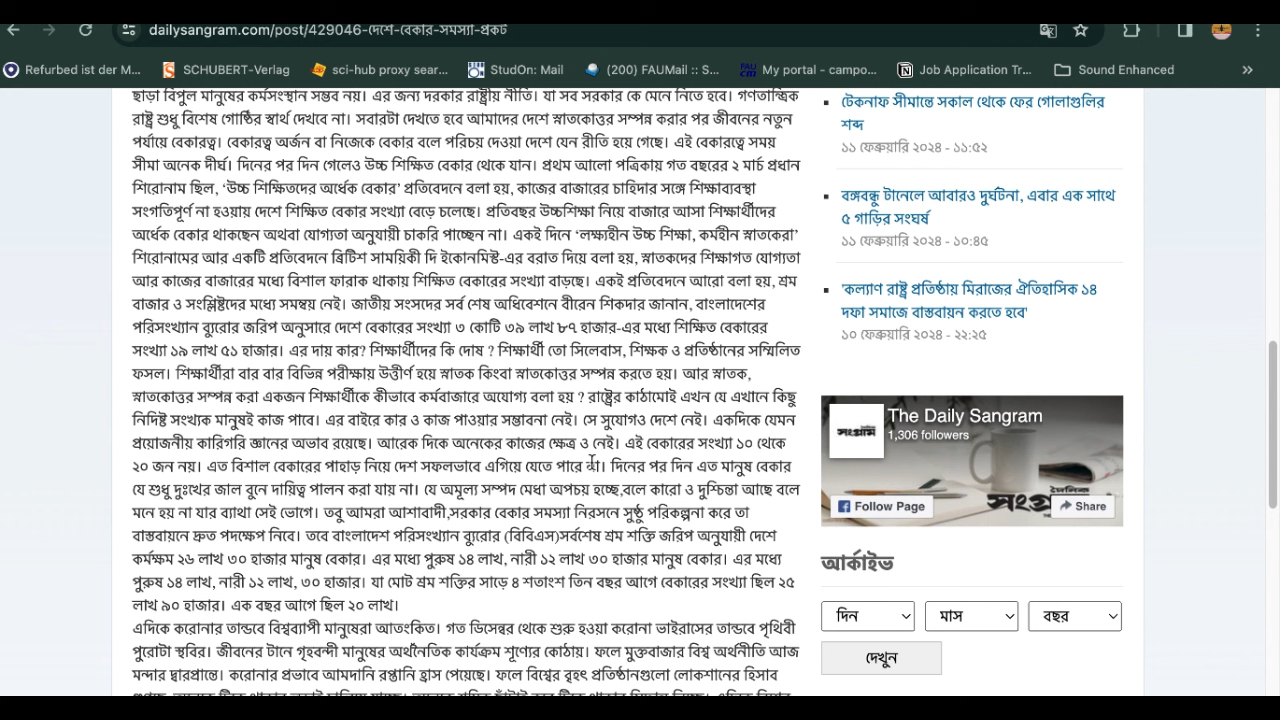 dailysangram.com/post/429046-দেশে-বেকার-সমস্যা-প্রকট
Refurbed ist der M...
SCHUBERT-Verlag
sci-hub proxy sear...
StudOn: Mail
(200) FAUMail :: S...
My portal - campo...
Job Application Tr...
Sound Enhanced
ছাড়া বিপুল মানুষের কর্মসংস্থান সম্ভব নয়। এর জন্য দরকার রাষ্ট্রীয় নীতি। যা সব সরকার কে মেনে নিতে হবে। গণতান্ত্রিক
রাষ্ট্র শুধু বিশেষ গোষ্ঠির স্বার্থ দেখবে না। সবারটা দেখতে হবে আমাদের দেশে স্নাতকোত্তর সম্পন্ন করার পর জীবনের নতুন
পর্যায়ে বেকারত্ব। বেকারত্ব অর্জন বা নিজেকে বেকার বলে পরিচয় দেওয়া দেশে যেন রীতি হয়ে গেছে। এই বেকারত্বে সময়
সীমা অনেক দীর্ঘ। দিনের পর দিন গেলেও উচ্চ শিক্ষিত বেকার থেকে যান। প্রথম আলো পত্রিকায় গত বছরের ২ মার্চ প্রধান
শিরোনাম ছিল, ‘উচ্চ শিক্ষিতদের অর্ধেক বেকার’ প্রতিবেদনে বলা হয়, কাজের বাজারের চাহিদার সঙ্গে শিক্ষাব্যবস্থা
সংগতিপূর্ণ না হওয়ায় দেশে শিক্ষিত বেকার সংখ্যা বেড়ে চলেছে। প্রতিবছর উচ্চশিক্ষা নিয়ে বাজারে আসা শিক্ষার্থীদের
অর্ধেক বেকার থাকছেন অথবা যোগ্যতা অনুযায়ী চাকরি পাচ্ছেন না। একই দিনে ‘লক্ষ্যহীন উচ্চ শিক্ষা, কর্মহীন স্নাতকেরা’
শিরোনামের আর একটি প্রতিবেদনে ব্রিটিশ সাময়িকী দি ইকোনমিস্ট-এর বরাত দিয়ে বলা হয়, স্নাতকদের শিক্ষাগত যোগ্যতা
আর কাজের বাজারের মধ্যে বিশাল ফারাক থাকায় শিক্ষিত বেকারের সংখ্যা বাড়ছে। একই প্রতিবেদনে আরো বলা হয়, শ্রম
বাজার ও সংশ্লিষ্টদের মধ্যে সমন্বয় নেই। জাতীয় সংসদের সর্ব শেষ অধিবেশনে বীরেন শিকদার জানান, বাংলাদেশের
পরিসংখ্যান ব্যুরোর জরিপ অনুসারে দেশে বেকারের সংখ্যা ৩ কোটি ৩৯ লাখ ৮৭ হাজার-এর মধ্যে শিক্ষিত বেকারের
সংখ্যা ১৯ লাখ ৫১ হাজার। এর দায় কার? শিক্ষার্থীদের কি দোষ ? শিক্ষার্থী তো সিলেবাস, শিক্ষক ও প্রতিষ্ঠানের সম্মিলিত
ফসল। শিক্ষার্থীরা বার বার বিভিন্ন পরীক্ষায় উত্তীর্ণ হয়ে স্নাতক কিংবা স্নাতকোত্তর সম্পন্ন করতে হয়। আর স্নাতক,
স্নাতকোত্তর সম্পন্ন করা একজন শিক্ষার্থীকে কীভাবে কর্মবাজারে অযোগ্য বলা হয় ? রাষ্ট্রের কাঠামোই এখন যে এখানে কিছু
নিদিষ্ট সংখ্যক মানুষই কাজ পাবে। এর বাইরে কার ও কাজ পাওয়ার সম্ভাবনা নেই। সে সুযোগও দেশে নেই। একদিকে যেমন
প্রয়োজনীয় কারিগরি জ্ঞানের অভাব রয়েছে। আরেক দিকে অনেকের কাজের ক্ষেত্র ও নেই। এই বেকারের সংখ্যা ১০ থেকে
২০ জন নয়। এত বিশাল বেকারের পাহাড় নিয়ে দেশ সফলভাবে এগিয়ে যেতে পারে না। দিনের পর দিন এত মানুষ বেকার
যে শুধু দুঃখের জাল বুনে দায়িত্ব পালন করা যায় না। যে অমূল্য সম্পদ মেধা অপচয় হচ্ছে,বলে কারো ও দুশ্চিন্তা আছে বলে
মনে হয় না যার ব্যাথা সেই ভোগে। তবু আমরা আশাবাদী,সরকার বেকার সমস্যা নিরসনে সুষ্ঠু পরিকল্পনা করে তা
বাস্তবায়নে দ্রুত পদক্ষেপ নিবে। তবে বাংলাদেশ পরিসংখ্যান ব্যুরোর (বিবিএস)সর্বশেষ শ্রম শক্তি জরিপ অনুযায়ী দেশে
কর্মক্ষম ২৬ লাখ ৩০ হাজার মানুষ বেকার। এর মধ্যে পুরুষ ১৪ লাখ, নারী ১২ লাখ ৩০ হাজার মানুষ বেকার। এর মধ্যে
পুরুষ ১৪ লাখ, নারী ১২ লাখ, ৩০ হাজার। যা মোট শ্রম শক্তির সাড়ে ৪ শতাংশ তিন বছর আগে বেকারের সংখ্যা ছিল ২৫
লাখ ৯০ হাজার। এক বছর আগে ছিল ২০ লাখ।
এদিকে করোনার তান্ডবে বিশ্বব্যাপী মানুষেরা আতংকিত। গত ডিসেম্বর থেকে শুরু হওয়া করোনা ভাইরাসের তান্ডবে পৃথিবী
পুরোটা স্থবির। জীবনের টানে গৃহবন্দী মানুষের অর্থনৈতিক কার্যক্রম শূণ্যের কোঠায়। ফলে মুক্তবাজার বিশ্ব অর্থনীতি আজ
মন্দার দ্বারপ্রান্তে। করোনার প্রভাবে আমদানি রপ্তানি হ্রাস পেয়েছে। ফলে বিশ্বের বৃহৎ প্রতিষ্ঠানগুলো লোকশানের হিসাব
টেকনাফ সীমান্তে সকাল থেকে ফের গোলাগুলির
শব্দ
১১ ফেব্রুয়ারি ২০২৪ - ১১:৫২
বঙ্গবন্ধু টানেলে আবারও দুর্ঘটনা, এবার এক সাথে
৫ গাড়ির সংঘর্ষ
১১ ফেব্রুয়ারি ২০২৪ - ১০:৪৫
'কল্যাণ রাষ্ট্র প্রতিষ্ঠায় মিরাজের ঐতিহাসিক ১৪
দফা সমাজে বাস্তবায়ন করতে হবে'
১০ ফেব্রুয়ারি ২০২৪ - ২২:২৫
সংগ্রাম
The Daily Sangram
1,306 followers
দৈনিক
Follow Page
Share
আর্কাইভ
দিন
মাস
বছর
দেখুন